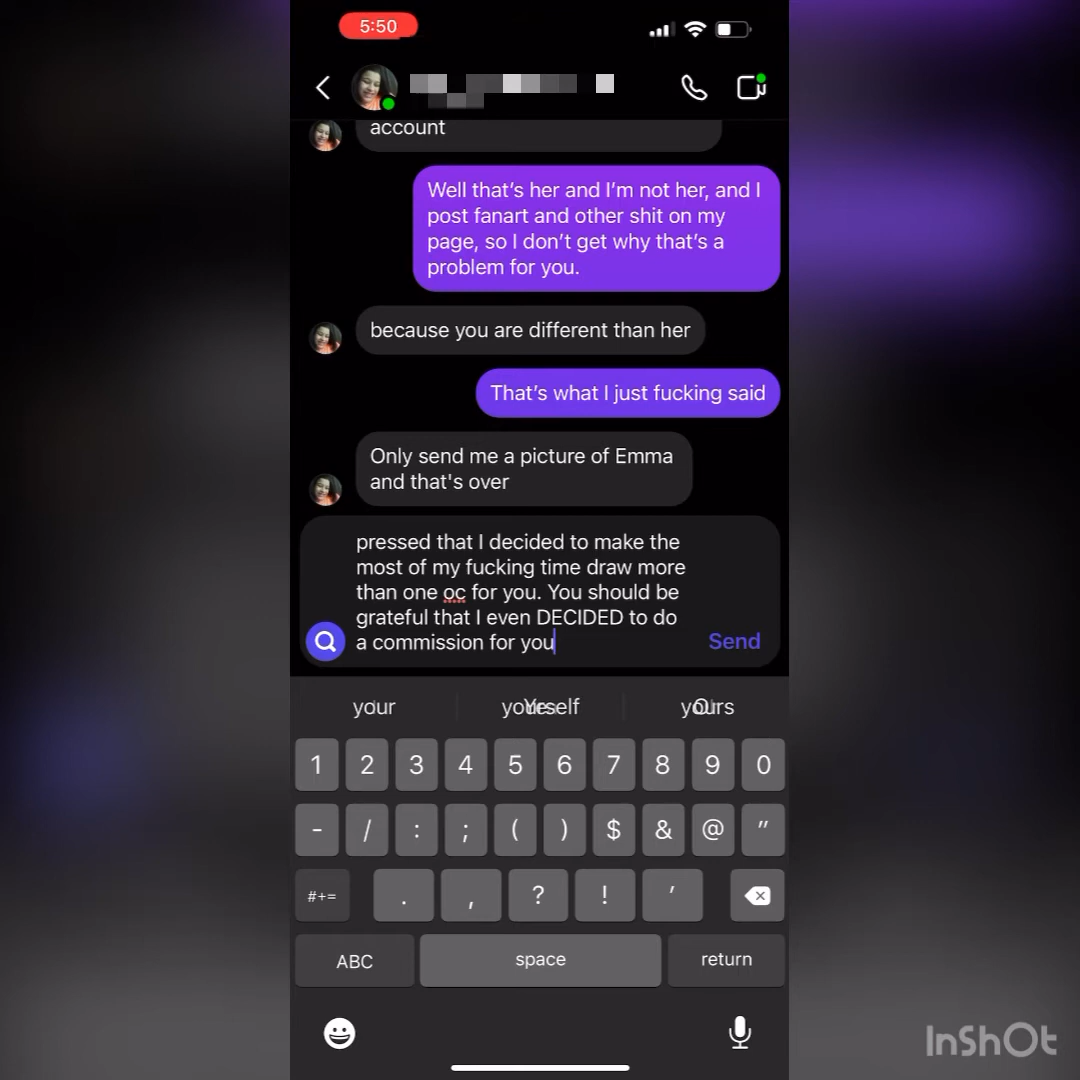 5:50
account
Well that's her and I'm not her, and I
post fanart and other shit on my
page, so I don't get why that's a
problem for you.
because you are different than her
That's what I just fucking said
Only send me a picture of Emma
and that's over
pressed that I decided to make the
most of my fucking time draw more
than one oc for you. You should be
grateful that I even DECIDED to do
a commission for you
Send
your
1 2 3 4 5 6 7 8 9 0
- / : ; ( ) $ & @ "
#+= . , ? ! '
ABC space return
InShOt